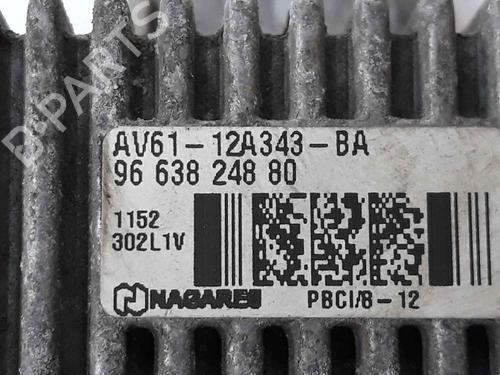 B-PARTS
AV61-12A343-BA
96 638 248 80
1152
302L1V
NAGARES PBCI/8-12